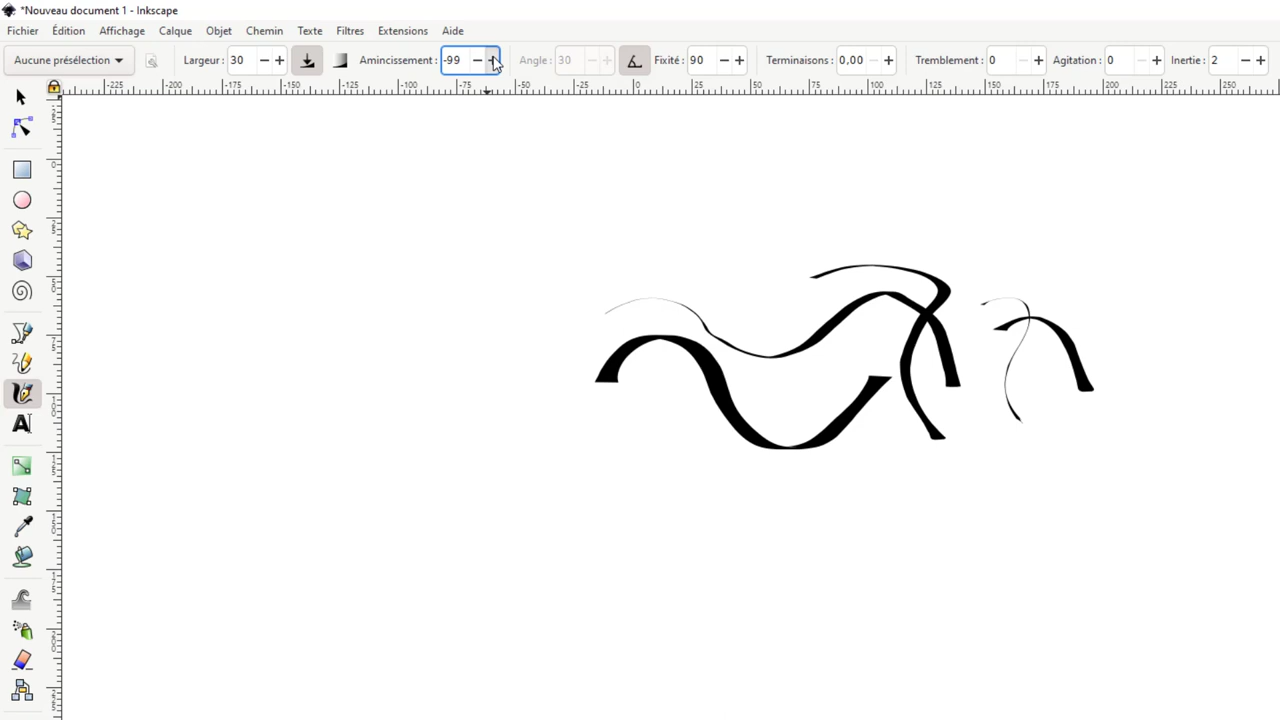 *Nouveau document 1 - Inkscape
Fichier Édition Affichage Calque Objet Chemin Texte Filtres Extensions Aide
Aucune présélection Largeur : 30 Amincissement : -99 Angle : 30 Fixité : 90 Terminaisons : 0,00 Tremblement : 0 Agitation : 0 Inertie : 2
-225 -200 -175 -150 -125 -100 -75 -50 -25 0 25 50 75 100 125 150 175 200 225 250